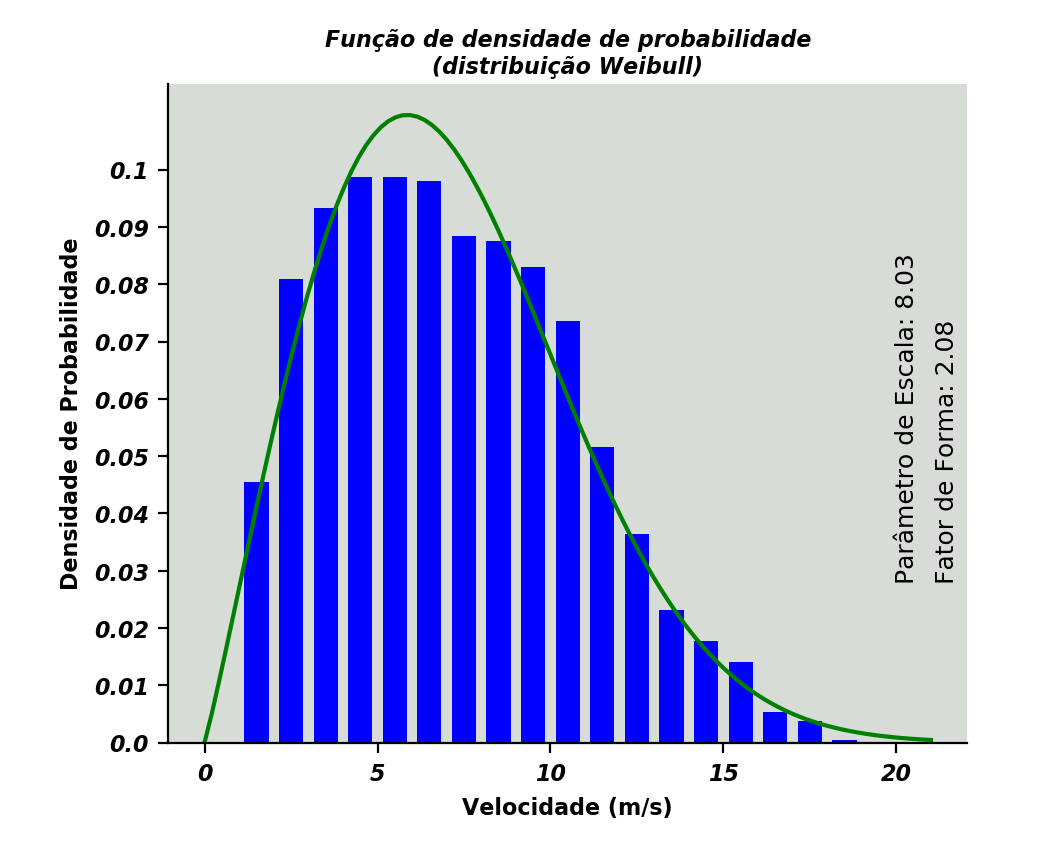 Função de densidade de probabilidade
(distribuição Weibull)
Densidade de Probabilidade
0.1
0.09
0.08
0.07
0.06
0.05
0.04
0.03
0.02
0.01
0.0
Parâmetro de Escala: 8.03
Fator de Forma: 2.08
0 5 10 15 20
Velocidade (m/s)